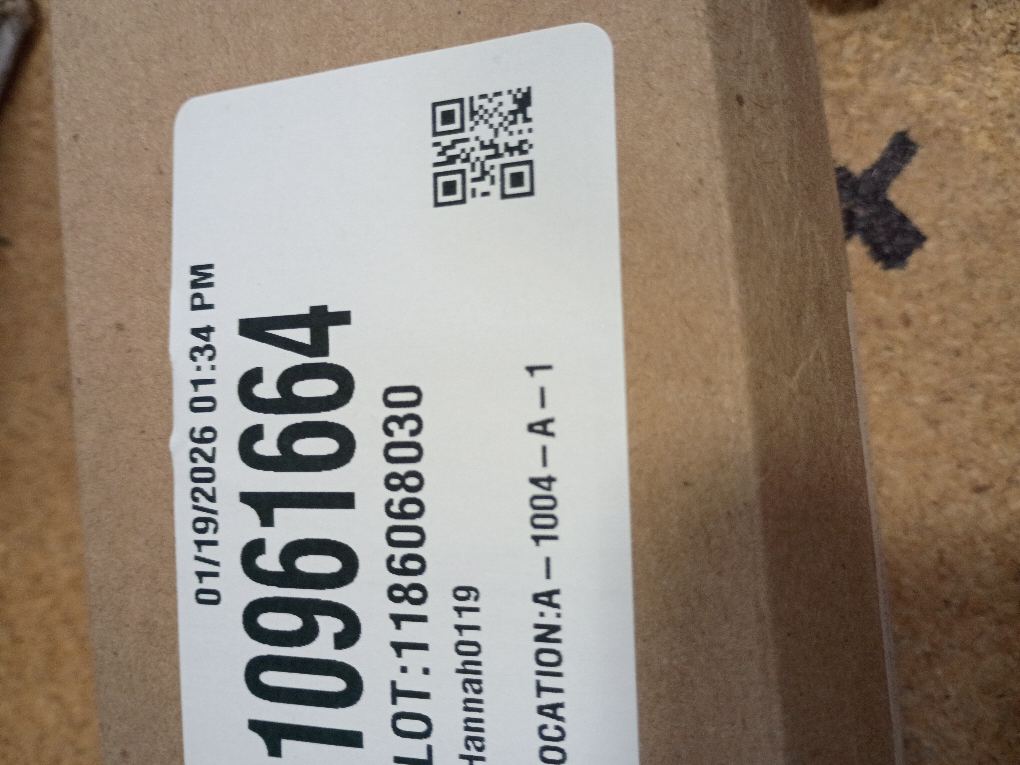 01/19/2026 01:34 PM
10961664
LOT:1186068030
Hannah0119
OCATION:A-1004-A-1